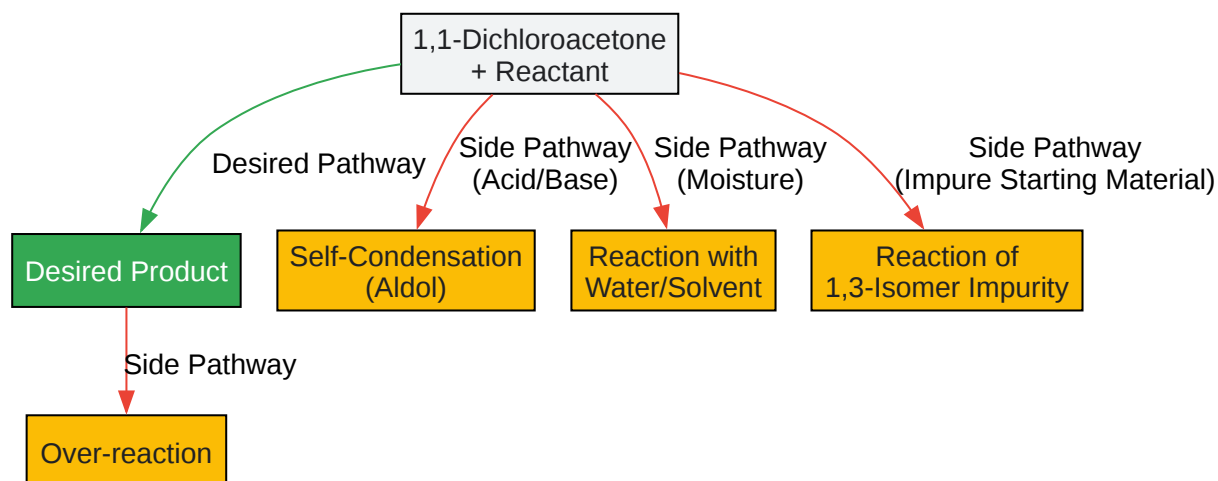 1,1-Dichloroacetone
+ Reactant
Desired Pathway
Side Pathway
(Acid/Base)
Side Pathway
(Moisture)
Side Pathway
(Impure Starting Material)
Desired Product
Self-Condensation
(Aldol)
Reaction with
Water/Solvent
Reaction of
1,3-Isomer Impurity
Side Pathway
Over-reaction